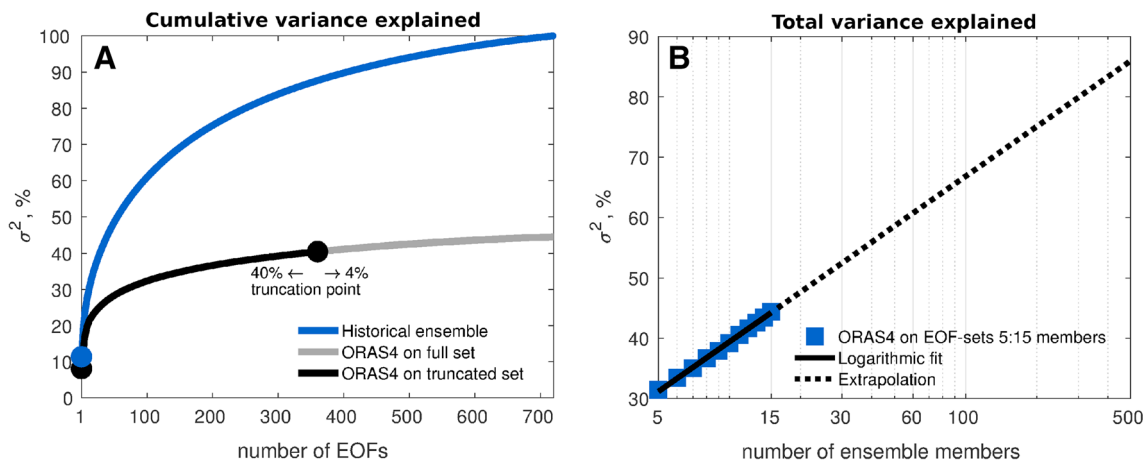 Cumulative variance explained
A
100
90
80
70
60
50
40
30
20
10
0
σ², %
40% ← → 4%
truncation point
Historical ensemble
ORAS4 on full set
ORAS4 on truncated set
1 100 200 300 400 500 600 700
number of EOFs
Total variance explained
B
90
80
70
60
50
40
30
σ², %
ORAS4 on EOF-sets 5:15 members
Logarithmic fit
Extrapolation
5 15 30 60 100 500
number of ensemble members